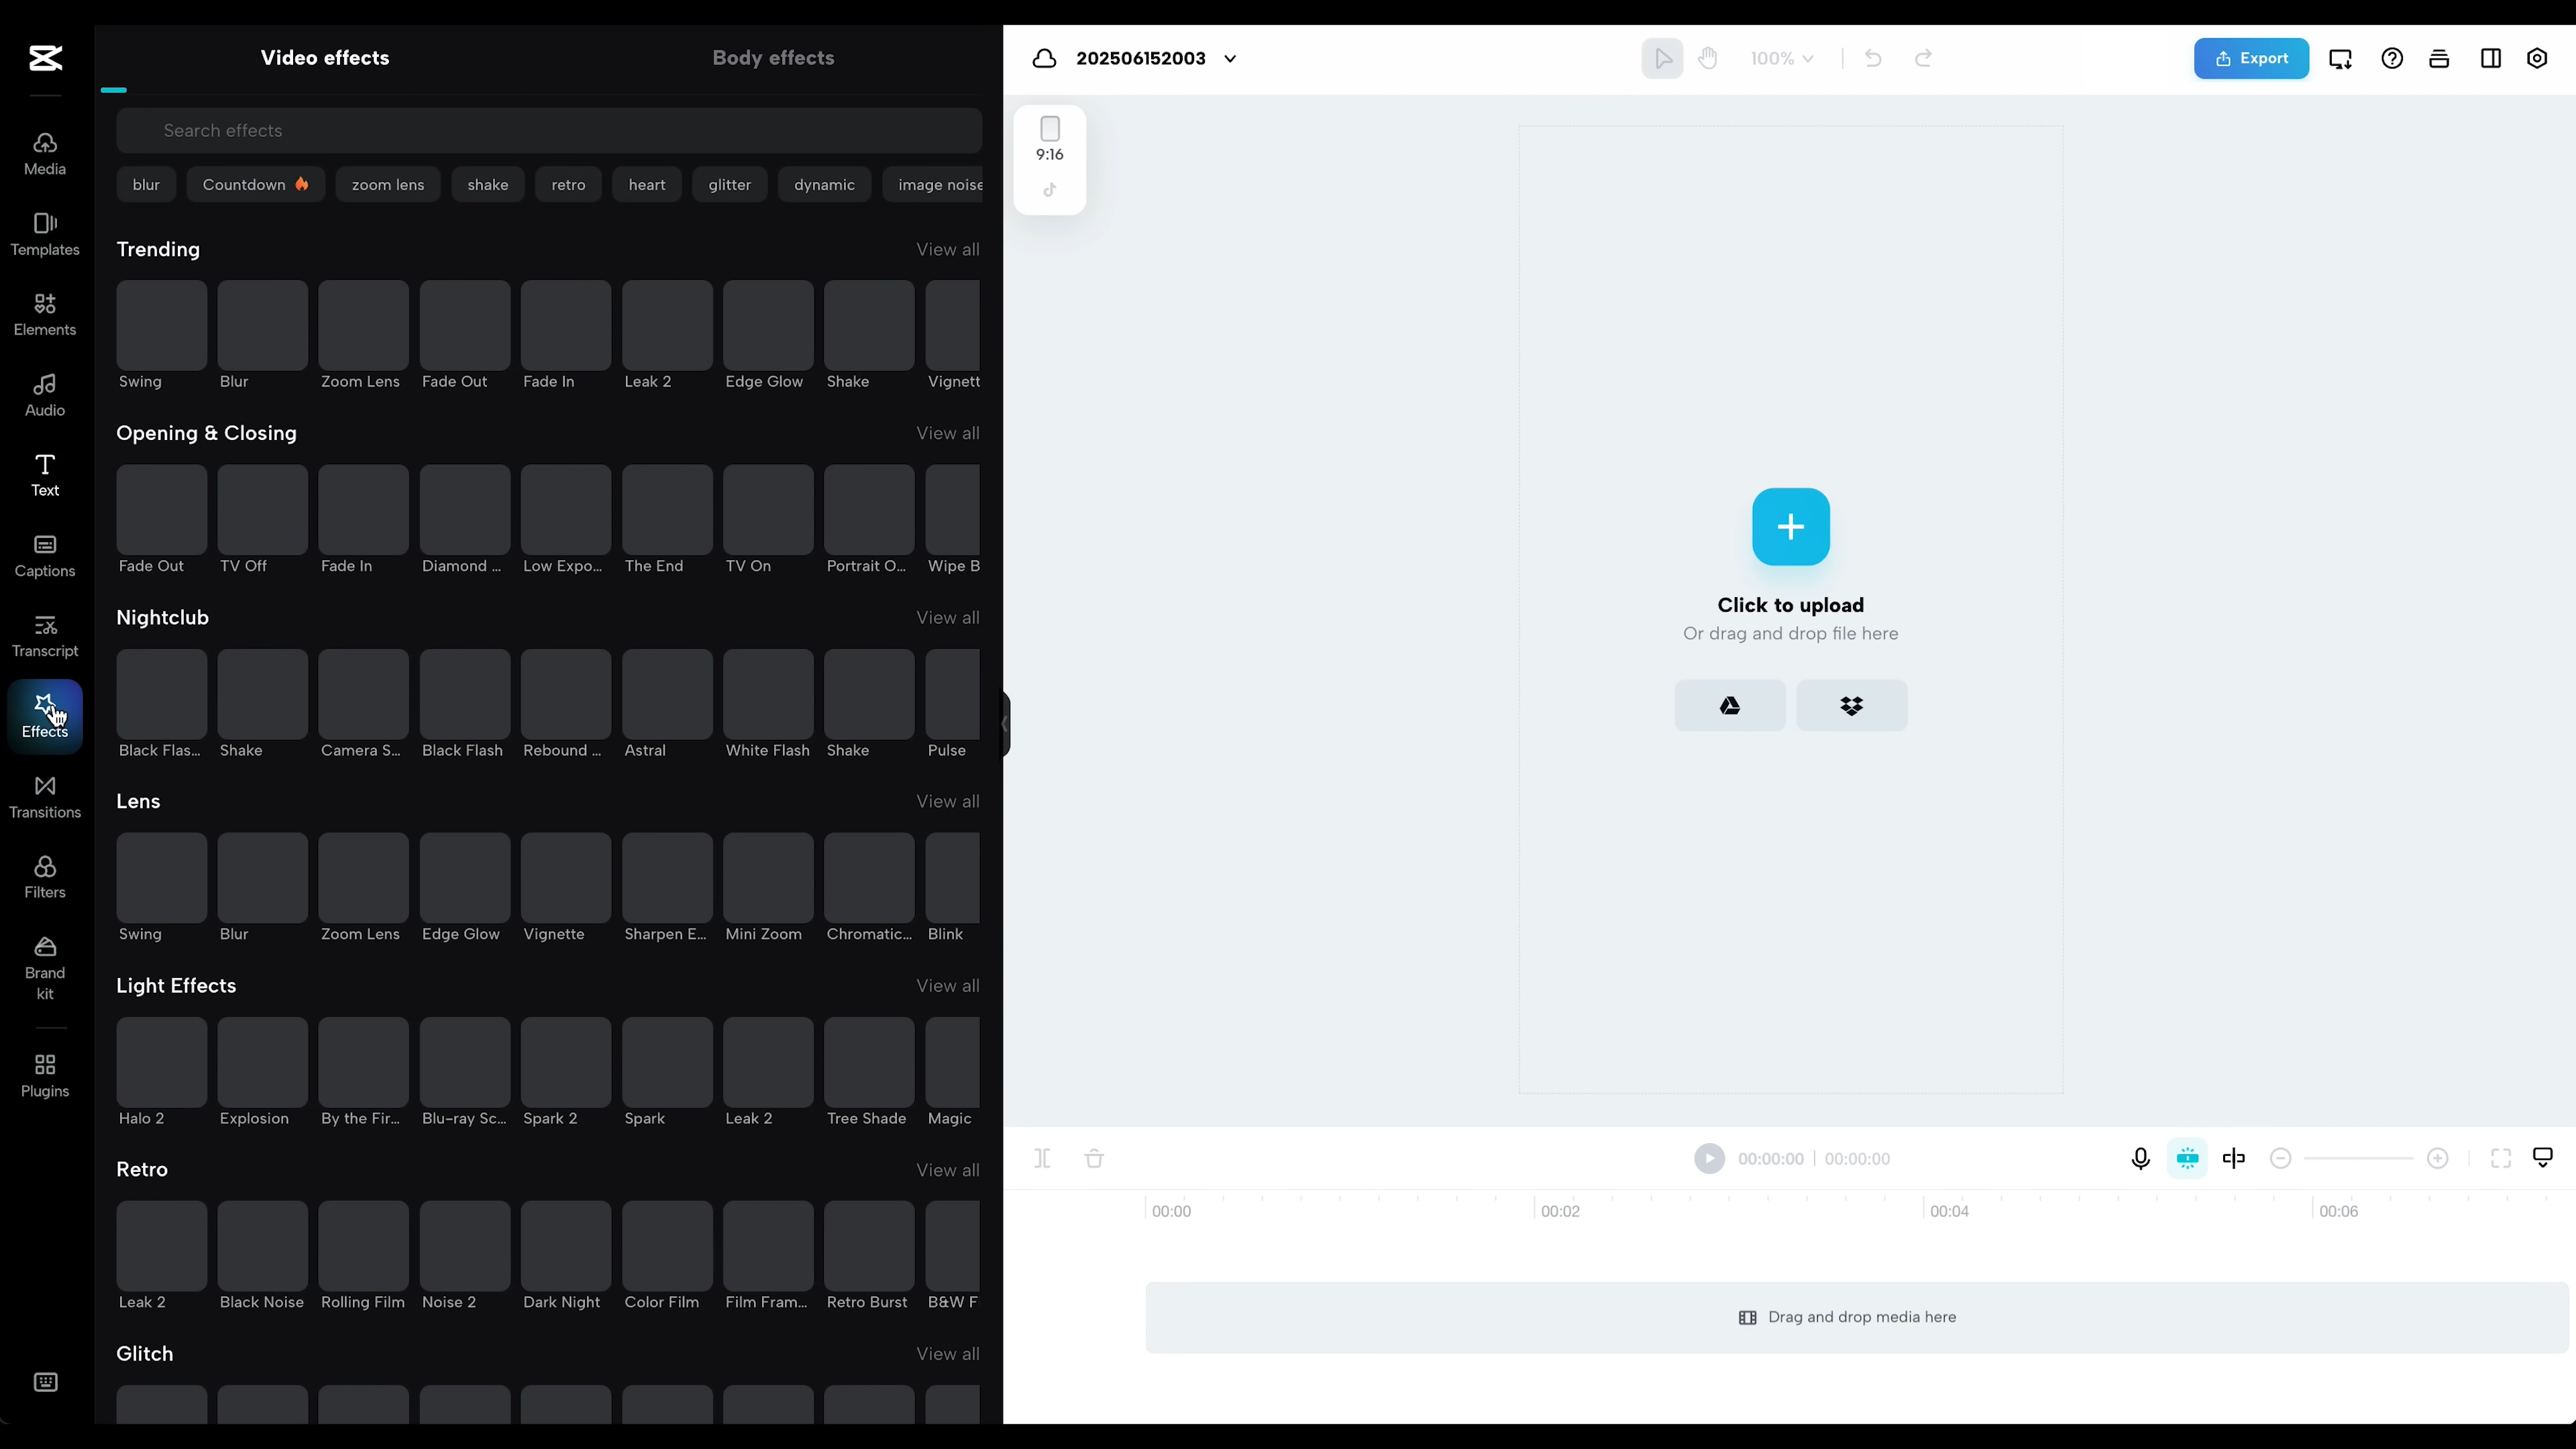 Video effects
Body effects
Search effects
blur
Countdown
zoom lens
shake
retro
heart
glitter
dynamic
image noise
Trending
View all
Swing
Blur
Zoom Lens
Fade Out
Fade In
Leak 2
Edge Glow
Shake
Vignett
Opening & Closing
View all
Fade Out
TV Off
Fade In
Diamond ...
Low Expo...
The End
TV On
Portrait O...
Wipe B
Nightclub
View all
Black Flas...
Shake
Camera S...
Black Flash
Rebound ...
Astral
White Flash
Shake
Pulse
Lens
View all
Swing
Blur
Zoom Lens
Edge Glow
Vignette
Sharpen E...
Mini Zoom
Chromatic...
Blink
Light Effects
View all
Halo 2
Explosion
By the Fir...
Blu-ray Sc...
Spark 2
Spark
Leak 2
Tree Shade
Magic
Retro
View all
Leak 2
Black Noise
Rolling Film
Noise 2
Dark Night
Color Film
Film Fram...
Retro Burst
B&W F
Glitch
View all
Media
Templates
Elements
Audio
Text
Captions
Transcript
Effects
Transitions
Filters
Brand
kit
Plugins
202506152003
100%
Export
9:16
Click to upload
Or drag and drop file here
00:00:00 | 00:00:00
00:00
00:02
00:04
00:06
Drag and drop media here